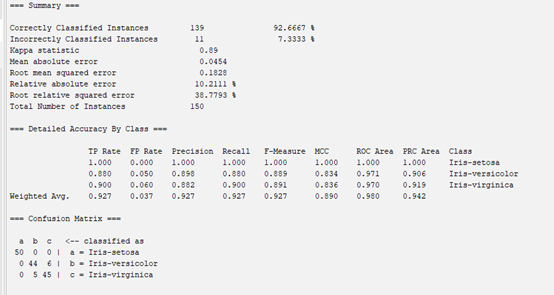 === Summary ===
Correctly Classified Instances 139 92.6667 %
Incorrectly Classified Instances 11 7.3333 %
Kappa statistic 0.89
Mean absolute error 0.0454
Root mean squared error 0.1828
Relative absolute error 10.2111 %
Root relative squared error 38.7793 %
Total Number of Instances 150
=== Detailed Accuracy By Class ===
TP Rate FP Rate Precision Recall F-Measure MCC ROC Area PRC Area Class
1.000 0.000 1.000 1.000 1.000 1.000 1.000 1.000 Iris-setosa
0.880 0.050 0.898 0.880 0.889 0.834 0.971 0.906 Iris-versicolor
0.900 0.060 0.882 0.900 0.891 0.836 0.970 0.919 Iris-virginica
Weighted Avg. 0.927 0.037 0.927 0.927 0.927 0.890 0.980 0.942
=== Confusion Matrix ===
a b c <-- classified as
50 0 0 | a = Iris-setosa
0 44 6 | b = Iris-versicolor
0 5 45 | c = Iris-virginica